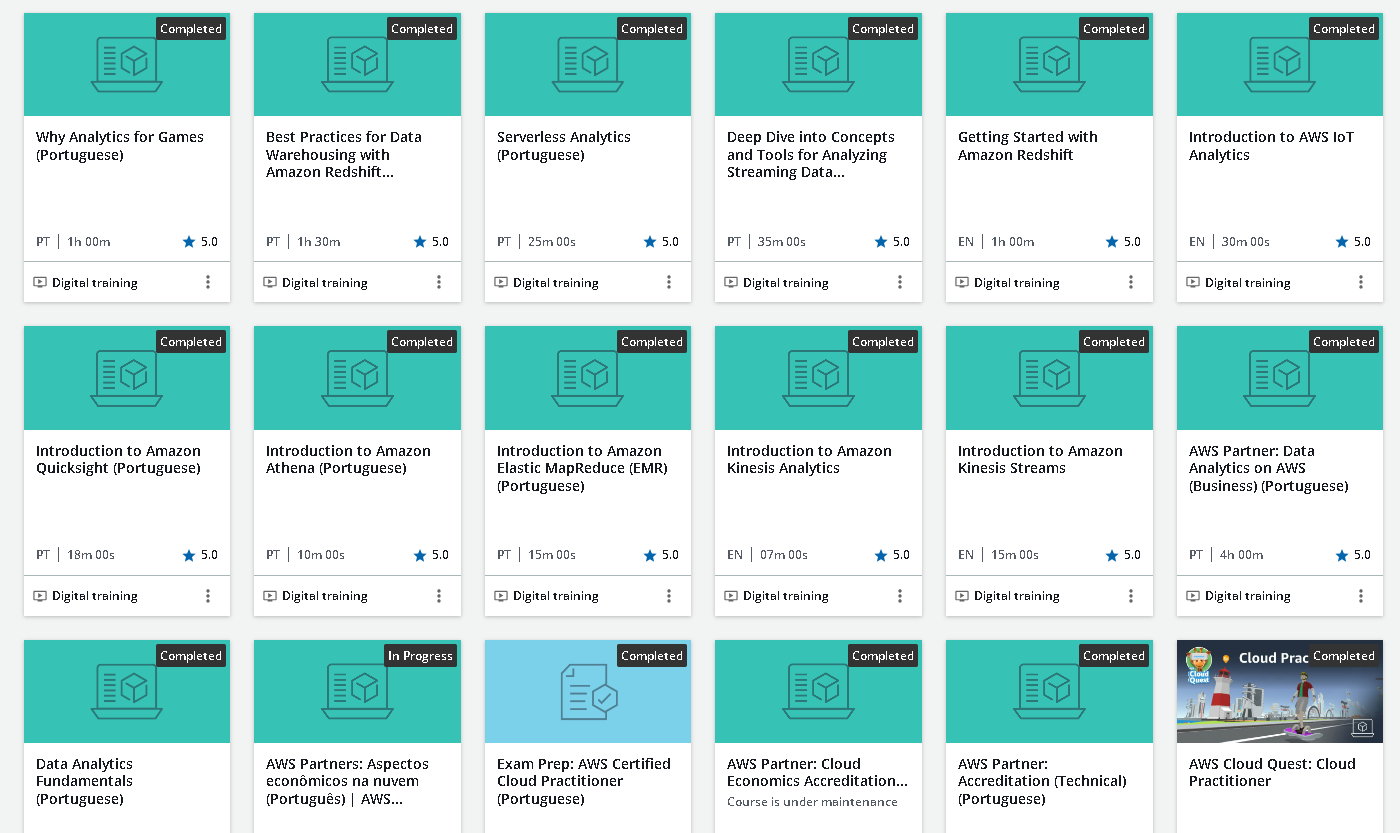 Completed
Why Analytics for Games
(Portuguese)
PT | 1h 00m
5.0
Digital training
Completed
Best Practices for Data
Warehousing with
Amazon Redshift...
PT | 1h 30m
5.0
Digital training
Completed
Serverless Analytics
(Portuguese)
PT | 25m 00s
5.0
Digital training
Completed
Deep Dive into Concepts
and Tools for Analyzing
Streaming Data...
PT | 35m 00s
5.0
Digital training
Completed
Getting Started with
Amazon Redshift
EN | 1h 00m
5.0
Digital training
Completed
Introduction to AWS IoT
Analytics
EN | 30m 00s
5.0
Digital training
Completed
Introduction to Amazon
Quicksight (Portuguese)
PT | 18m 00s
5.0
Digital training
Completed
Introduction to Amazon
Athena (Portuguese)
PT | 10m 00s
5.0
Digital training
Completed
Introduction to Amazon
Elastic MapReduce (EMR)
(Portuguese)
PT | 15m 00s
5.0
Digital training
Completed
Introduction to Amazon
Kinesis Analytics
EN | 07m 00s
5.0
Digital training
Completed
Introduction to Amazon
Kinesis Streams
EN | 15m 00s
5.0
Digital training
Completed
AWS Partner: Data
Analytics on AWS
(Business) (Portuguese)
PT | 4h 00m
5.0
Digital training
Completed
Data Analytics
Fundamentals
(Portuguese)
In Progress
AWS Partners: Aspectos
econômicos na nuvem
(Português) | AWS...
Completed
Exam Prep: AWS Certified
Cloud Practitioner
(Portuguese)
Completed
AWS Partner: Cloud
Economics Accreditation...
Course is under maintenance
Completed
AWS Partner:
Accreditation (Technical)
(Portuguese)
Cloud Prac
Completed
Cloud
Quest
AWS Cloud Quest: Cloud
Practitioner